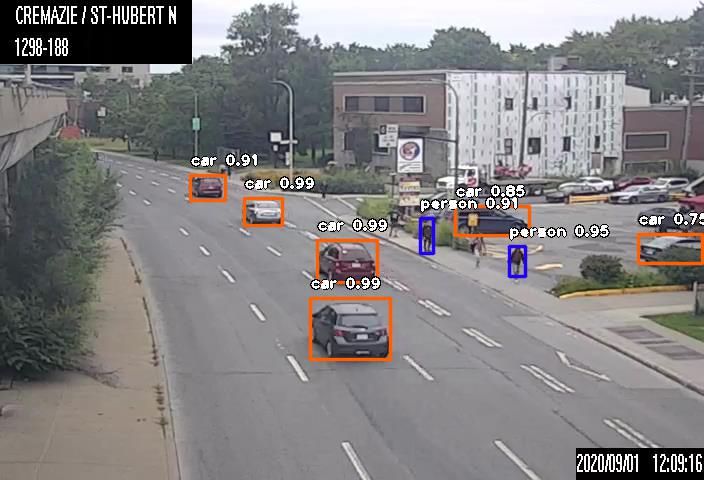 CREMAZIE / ST-HUBERT N
1298-188
car 0.91
car 0.99
car 0.85
person 0.91
car 0.99
person 0.95
car 0.75
car 0.99
2020/09/01 12:09:16